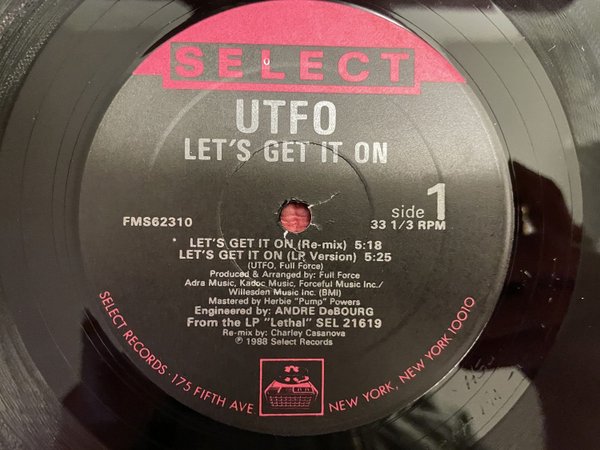 SELECT
UTFO
LET'S GET IT ON
side 1
FMS62310
33 1/3 RPM
* LET'S GET IT ON (Re-mix) 5:18
LET'S GET IT ON (LP Version) 5:25
(UTFO, Full Force)
Produced & Arranged by: Full Force
Adra Music, Kadoc Music, Forceful Music Inc./
Willesden Music Inc. (BMI)
Mastered by Herbie "Pump" Powers
Engineered by: ANDRE DeBOURG
From the LP "Lethal" SEL 21619
Re-mix by: Charley Casanova
℗ 1988 Select Records
SELECT RECORDS · 175 FIFTH AVE NEW YORK, NEW YORK 10010